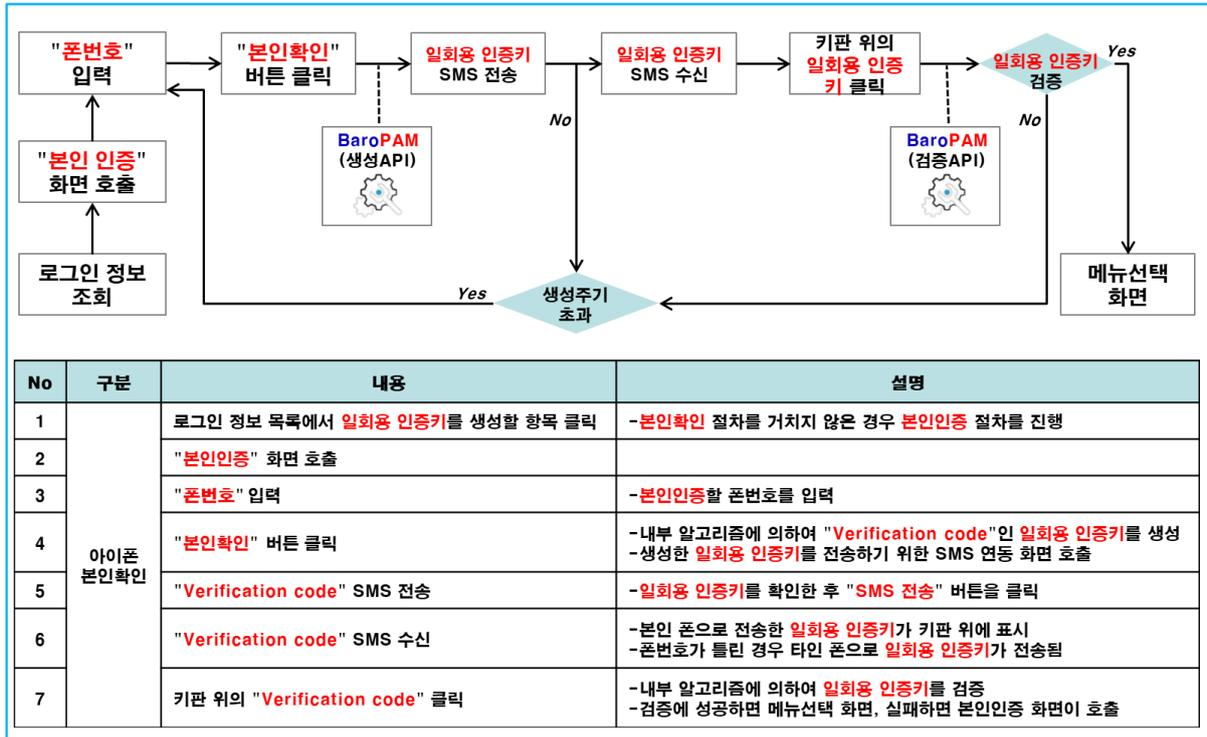 "폰번호"
입력
"본인확인"
버튼 클릭
일회용 인증키
SMS 전송
일회용 인증키
SMS 수신
키판 위의
일회용 인증
키 클릭
일회용 인증키
검증
Yes
No
No
BaroPAM
(생성API)
BaroPAM
(검증API)
"본인 인증"
화면 호출
로그인 정보
조회
Yes
생성주기
초과
메뉴선택
화면
No 구분 내용 설명
아이폰
본인확인
1 로그인 정보 목록에서 일회용 인증키를 생성할 항목 클릭 -본인확인 절차를 거치지 않은 경우 본인인증 절차를 진행
2 "본인인증" 화면 호출
3 "폰번호" 입력 -본인인증할 폰번호를 입력
4 "본인확인" 버튼 클릭 -내부 알고리즘에 의하여 "Verification code"인 일회용 인증키를 생성
-생성한 일회용 인증키를 전송하기 위한 SMS 연동 화면 호출
5 "Verification code" SMS 전송 -일회용 인증키를 확인한 후 "SMS 전송" 버튼을 클릭
6 "Verification code" SMS 수신 -본인 폰으로 전송한 일회용 인증키가 키판 위에 표시
-폰번호가 틀린 경우 타인 폰으로 일회용 인증키가 전송됨
7 키판 위의 "Verification code" 클릭 -내부 알고리즘에 의하여 일회용 인증키를 검증
-검증에 성공하면 메뉴선택 화면, 실패하면 본인인증 화면이 호출